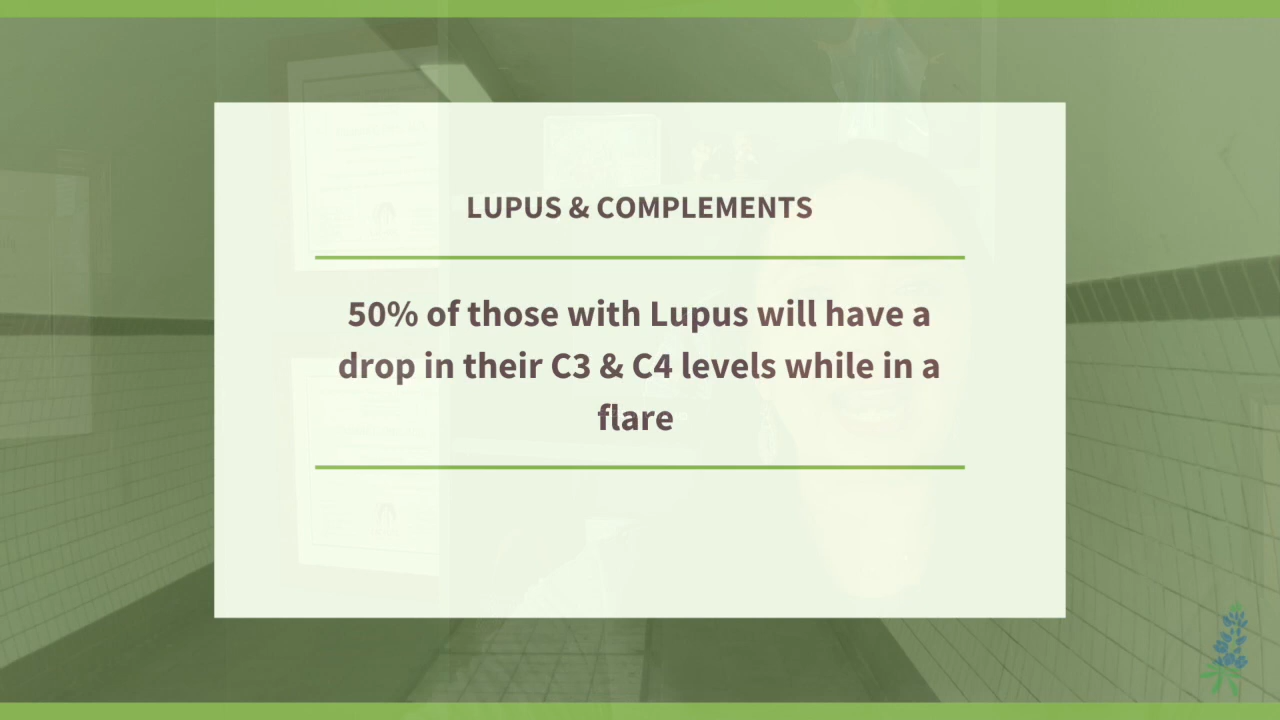 LUPUS & COMPLEMENTS
50% of those with Lupus will have a
drop in their C3 & C4 levels while in a
flare